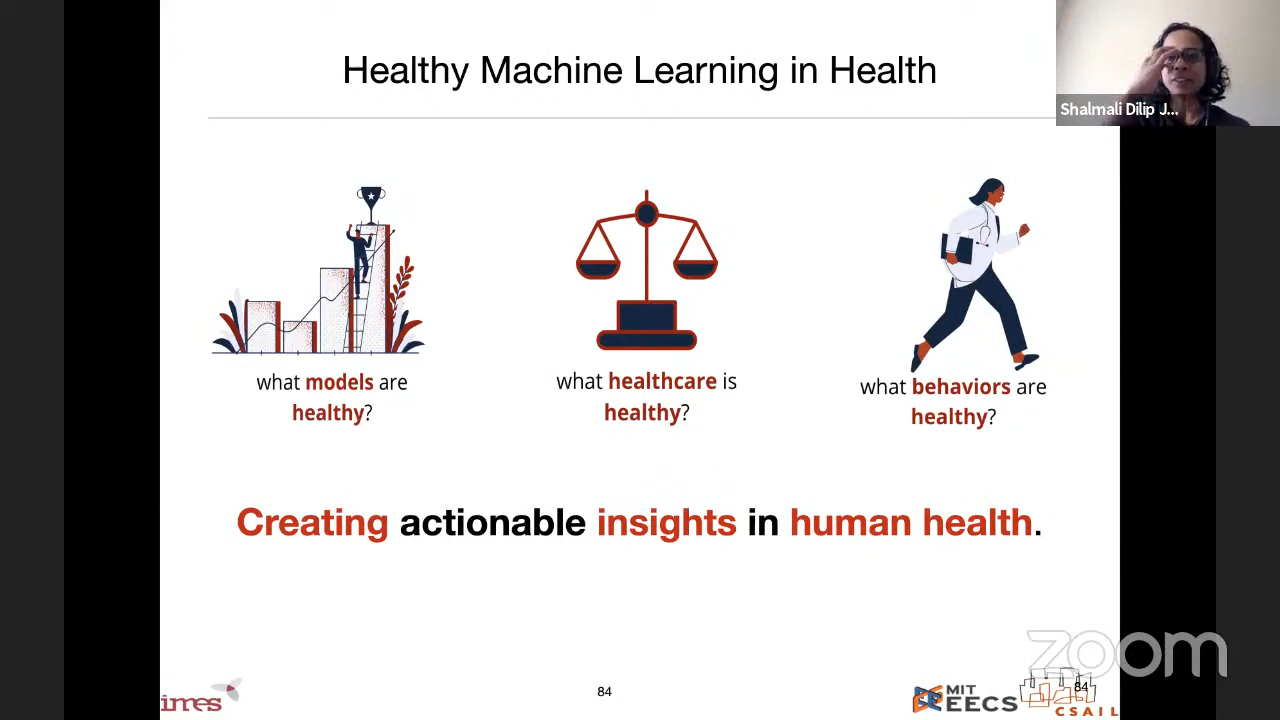 Healthy Machine Learning in Health
Shalmali Dilip J...
what models are
healthy?
what healthcare is
healthy?
what behaviors are
healthy?
Creating actionable insights in human health.
zoom
imes
84
MIT
EECS
84
CSAIL